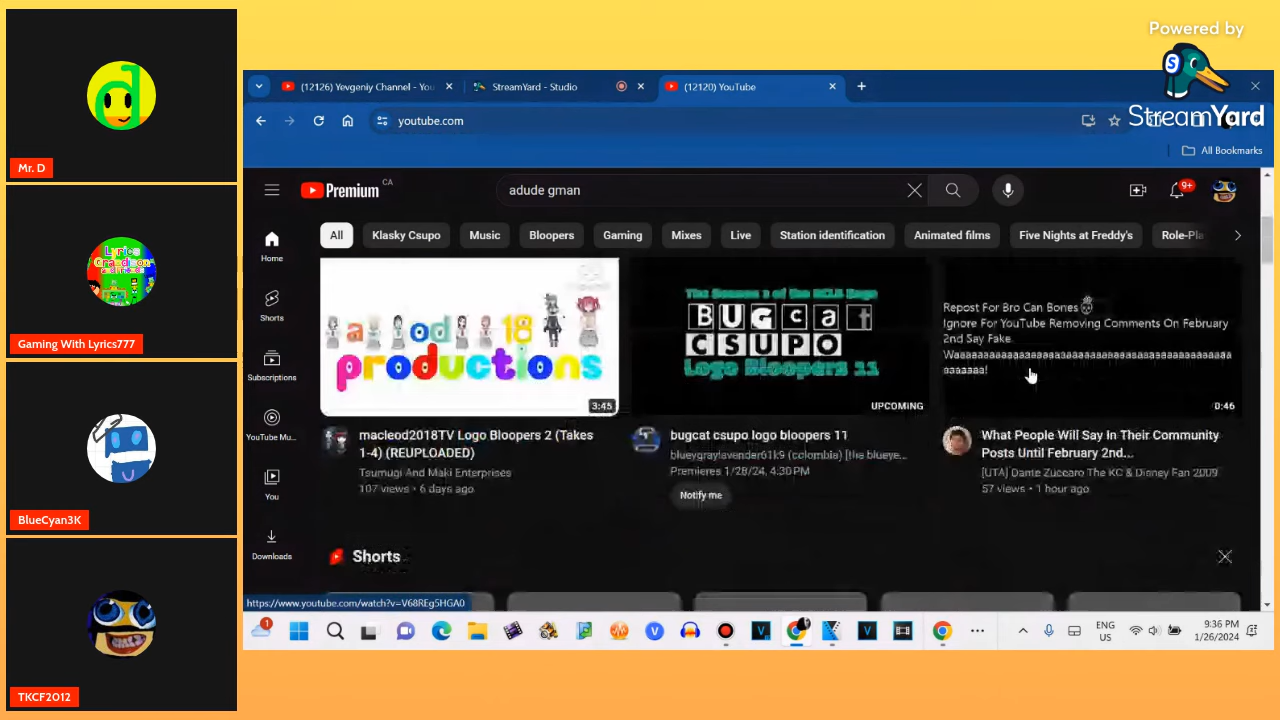 Powered by
StreamYard
Mr. D
Lyrics
Gaming With Lyrics777
BlueCyan3K
TKCF2012
(12126) Yevgeniy Channel - You
StreamYard - Studio
(12120) YouTube
youtube.com
All Bookmarks
Premium CA
adude gman
9+
All
Klasky Csupo
Music
Bloopers
Gaming
Mixes
Live
Station identification
Animated films
Five Nights at Freddy's
Role-Pla
Home
Shorts
Subscriptions
YouTube Mu...
You
Downloads
18
productions
3:45
macleod2018TV Logo Bloopers 2 (Takes
1-4) (REUPLOADED)
Tsumugi And Maki Enterprises
107 views • 6 days ago
BUGcat
CSUPO
Logo Bloopers 11
UPCOMING
bugcat csupo logo bloopers 11
bluegraylavender61k9 (colombia) [the blueye...
Premieres 1/28/24, 4:30 PM
Notify me
Repost For Bro Can Bones
Ignore For YouTube Removing Comments On February
2nd Say Fake
0:46
What People Will Say In Their Community
Posts Until February 2nd...
[UTA] Dante Zuccaro The KC & Disney Fan 2009
57 views • 1 hour ago
Shorts
https://www.youtube.com/watch?v=V68REg5HGA0
1
ENG
US
9:36 PM
1/26/2024